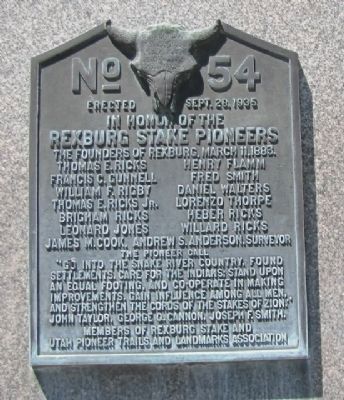 No 54
ERECTED SEPT. 28, 1935
IN HONOR OF THE
REXBURG STAKE PIONEERS
THE FOUNDERS OF REXBURG, MARCH 11, 1883.
THOMAS E. RICKS HENRY FLAMM
FRANCIS C. GUNNELL FRED SMITH
WILLIAM F. RIGBY DANIEL WALTERS
THOMAS E. RICKS JR. LORENZO THORPE
BRIGHAM RICKS HEBER RICKS
LEONARD JONES WILLARD RICKS
JAMES M. COOK, ANDREW S. ANDERSON, SURVEYOR
THE PIONEER CALL
"GO INTO THE SNAKE RIVER COUNTRY, FOUND
SETTLEMENTS, CARE FOR THE INDIANS, STAND UPON
AN EQUAL FOOTING, AND CO-OPERATE IN MAKING
IMPROVEMENTS. GAIN INFLUENCE AMONG ALL MEN,
AND STRENGTHEN THE CORDS OF THE STAKES OF ZION."
JOHN TAYLOR, GEORGE Q. CANNON, JOSEPH F. SMITH.
MEMBERS OF REXBURG STAKE AND
UTAH PIONEER TRAILS AND LANDMARKS ASSOCIATION